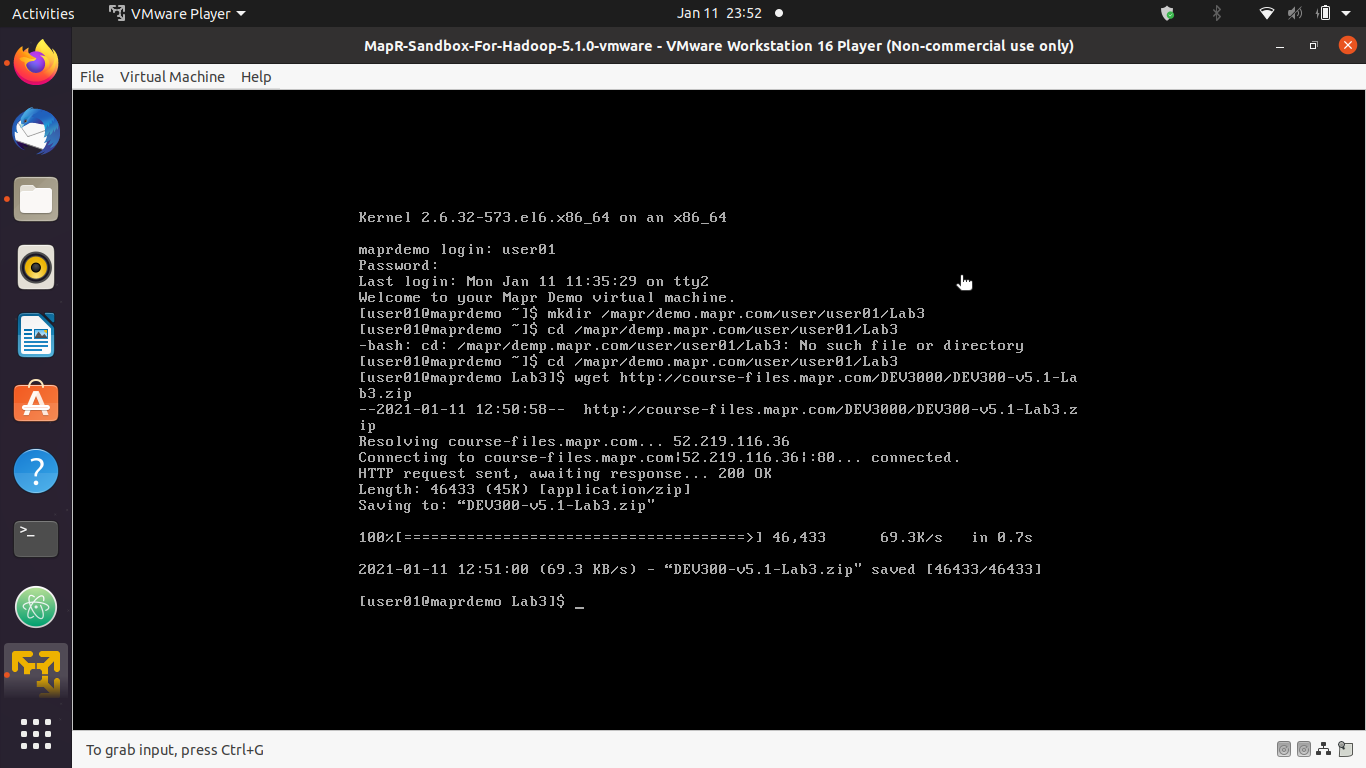 Activities VMware Player Jan 11 23:52
MapR-Sandbox-For-Hadoop-5.1.0-vmware - VMware Workstation 16 Player (Non-commercial use only)
File Virtual Machine Help
Kernel 2.6.32-573.el6.x86_64 on an x86_64
maprdemo login: user01
Password:
Last login: Mon Jan 11 11:35:29 on tty2
Welcome to your Mapr Demo virtual machine.
[user01@maprdemo ~]$ mkdir /mapr/demo.mapr.com/user/user01/Lab3
[user01@maprdemo ~]$ cd /mapr/demp.mapr.com/user/user01/Lab3
-bash: cd: /mapr/demp.mapr.com/user/user01/Lab3: No such file or directory
[user01@maprdemo ~]$ cd /mapr/demo.mapr.com/user/user01/Lab3
[user01@maprdemo Lab3]$ wget http://course-files.mapr.com/DEV3000/DEV300-v5.1-La
b3.zip
--2021-01-11 12:50:58-- http://course-files.mapr.com/DEV3000/DEV300-v5.1-Lab3.z
ip
Resolving course-files.mapr.com... 52.219.116.36
Connecting to course-files.mapr.com|52.219.116.36|:80... connected.
HTTP request sent, awaiting response... 200 OK
Length: 46433 (45K) [application/zip]
Saving to: “DEV300-v5.1-Lab3.zip”
100%[======================================>] 46,433 69.3K/s in 0.7s
2021-01-11 12:51:00 (69.3 KB/s) - “DEV300-v5.1-Lab3.zip” saved [46433/46433]
[user01@maprdemo Lab3]$ _
To grab input, press Ctrl+G